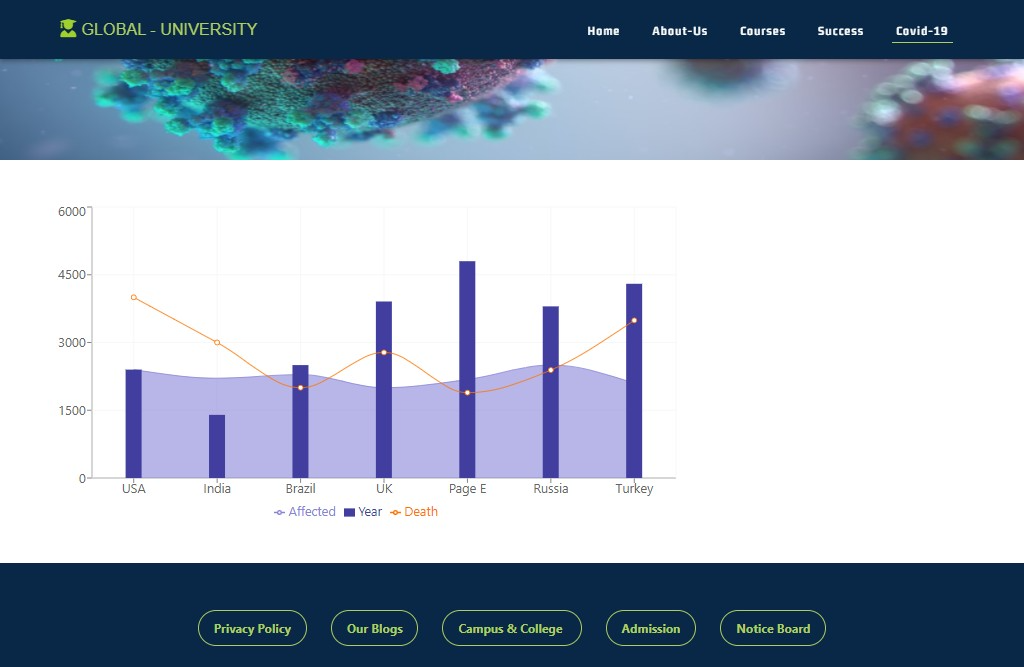 GLOBAL - UNIVERSITY
Home About-Us Courses Success Covid-19
6000
4500
3000
1500
0
USA India Brazil UK Page E Russia Turkey
Affected Year Death
Privacy Policy Our Blogs Campus & College Admission Notice Board